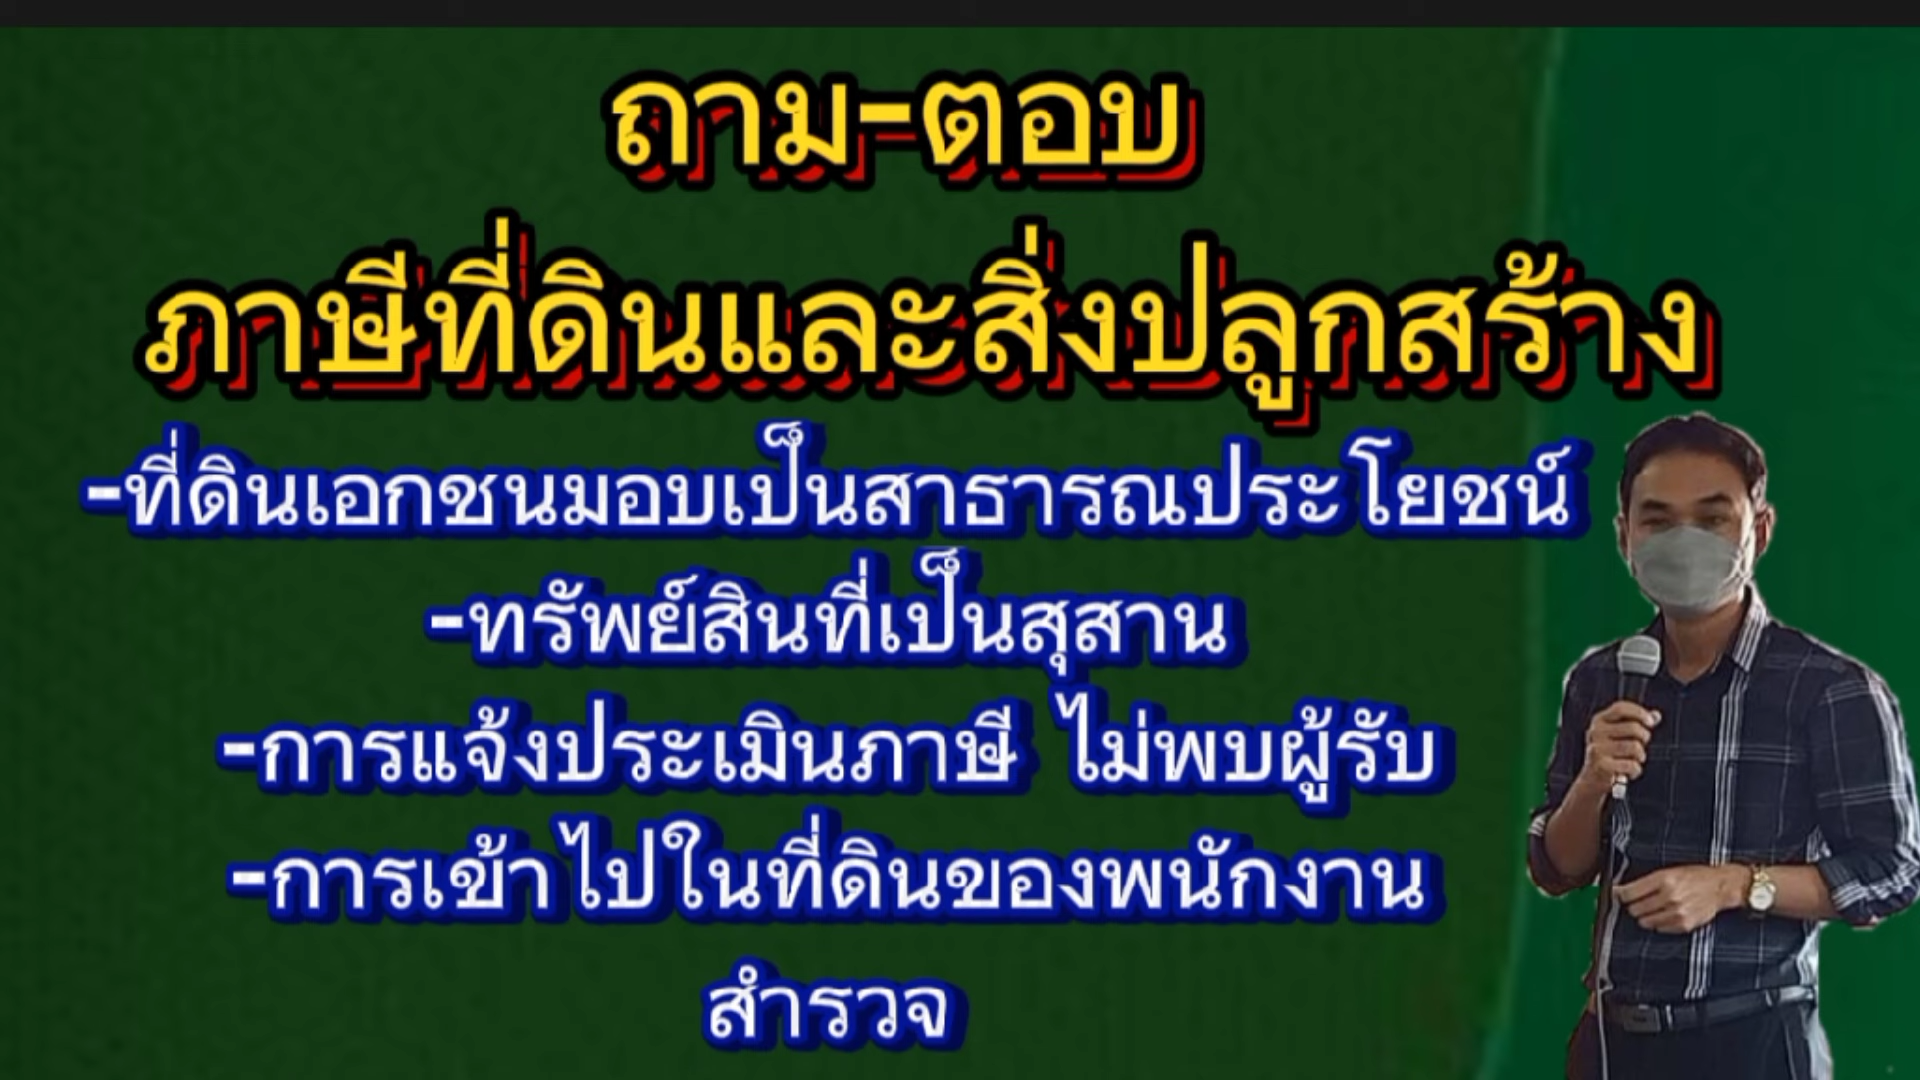 ถาม-ตอบ
ภาษีที่ดินและสิ่งปลูกสร้าง
-ที่ดินเอกชนมอบเป็นสาธารณประโยชน์
-ทรัพย์สินที่เป็นสุสาน
-การแจ้งประเมินภาษี ไม่พบผู้รับ
-การเข้าไปในที่ดินของพนักงาน
สำรวจ